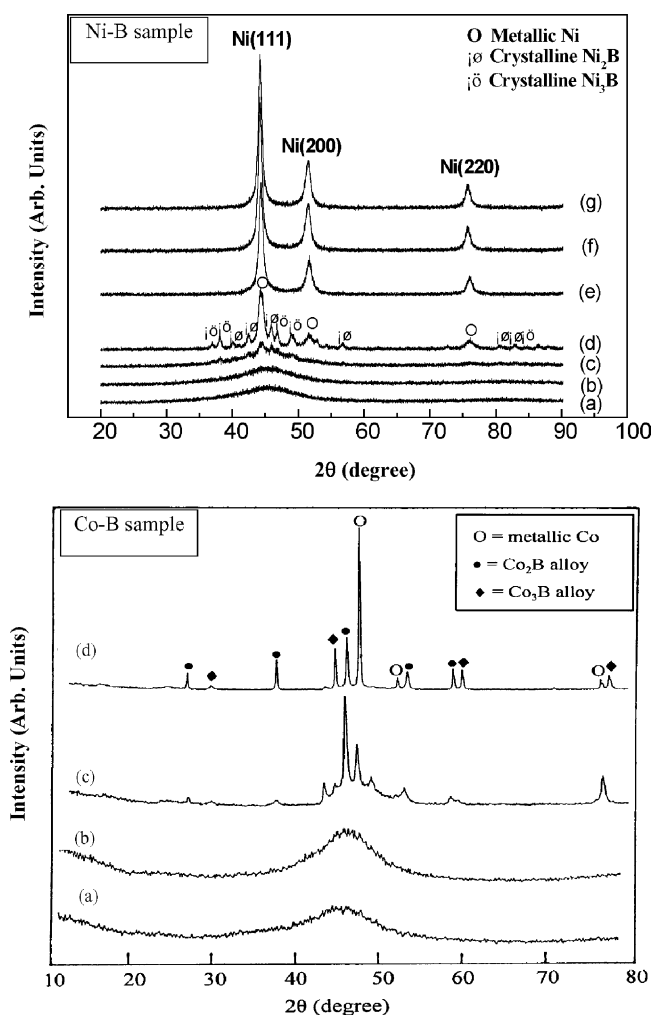 Ni-B sample
Ni(111)
O Metallic Ni
¡ø Crystalline Ni₂B
¡ö Crystalline Ni₃B
Ni(200)
Ni(220)
(g)
(f)
(e)
(d)
(c)
(b)
(a)
¡ö ¡ö ¡ø ¡ø ¡ø ¡ö ¡ö ¡ø ¡ø ¡ø ¡ö
Intensity (Arb. Units)
20 30 40 50 60 70 80 90 100
2θ (degree)
Co-B sample
O = metallic Co
● = Co₂B alloy
◆ = Co₃B alloy
(d)
(c)
(b)
(a)
Intensity (Arb. Units)
10 20 30 40 50 60 70 80
2θ (degree)